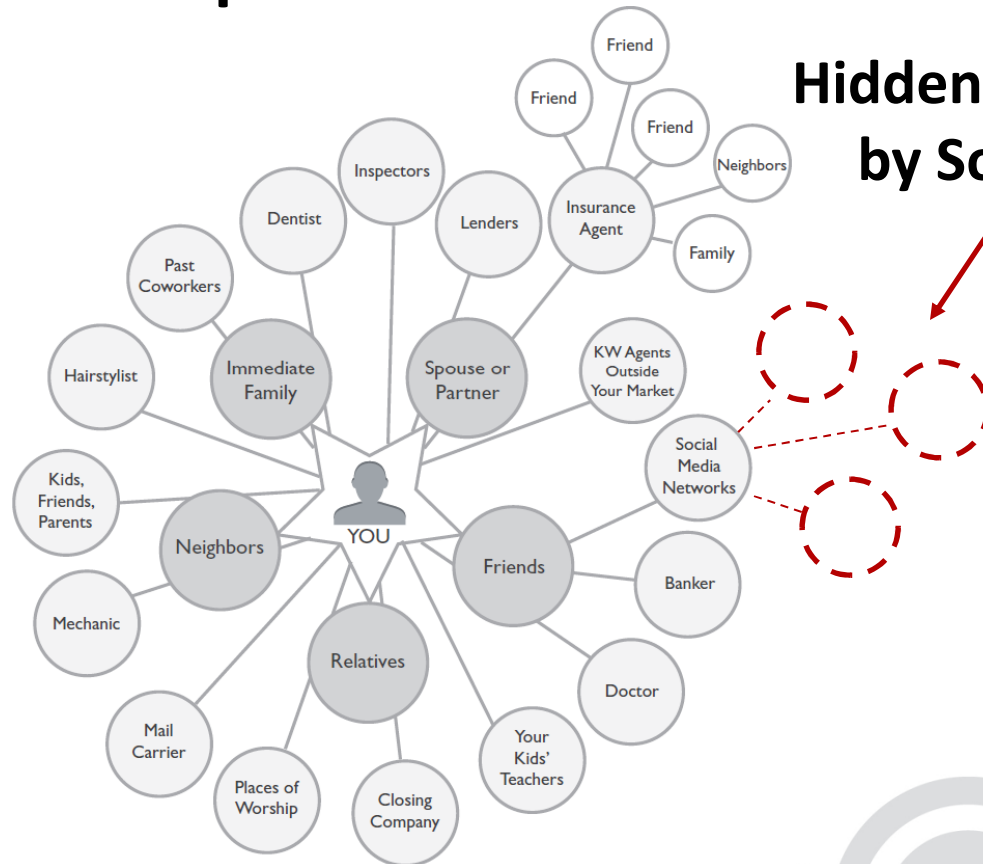 Hidden
by So
Friend
Friend
Friend
Neighbors
Family
Insurance
Agent
Inspectors
Lenders
Dentist
Past
Coworkers
Hairstylist
Immediate
Family
Spouse or
Partner
KW Agents
Outside
Your Market
Social
Media
Networks
Kids,
Friends,
Parents
Neighbors
YOU
Friends
Banker
Mechanic
Relatives
Doctor
Mail
Carrier
Places of
Worship
Closing
Company
Your
Kids'
Teachers